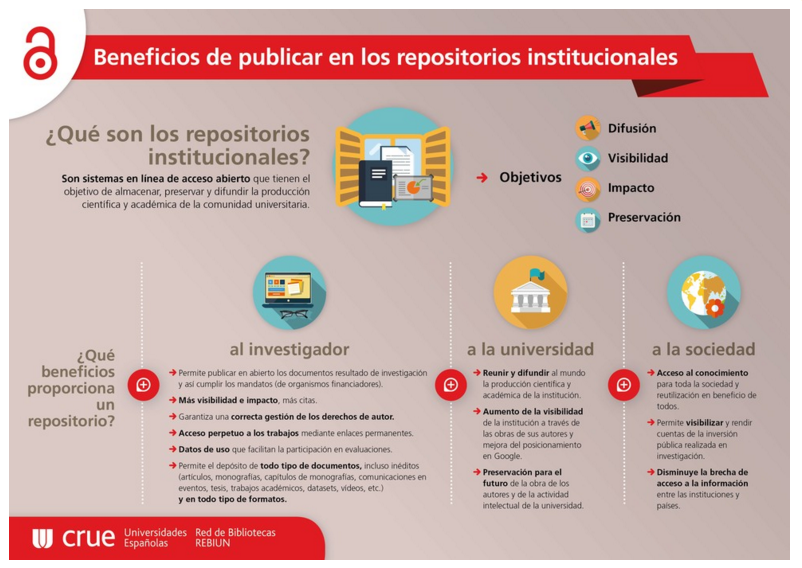 Beneficios de publicar en los repositorios institucionales
¿Qué son los repositorios
institucionales?
Son sistemas en línea de acceso abierto que tienen el
objetivo de almacenar, preservar y difundir la producción
científica y académica de la comunidad universitaria.
Objetivos
Difusión
Visibilidad
Impacto
Preservación
¿Qué
beneficios
proporciona
un
repositorio?
al investigador
Permite publicar en abierto los documentos resultado de investigación
y así cumplir los mandatos (de organismos financiadores).
Más visibilidad e impacto, más citas.
Garantiza una correcta gestión de los derechos de autor.
Acceso perpetuo a los trabajos mediante enlaces permanentes.
Datos de uso que facilitan la participación en evaluaciones.
Permite el depósito de todo tipo de documentos, incluso inéditos
(artículos, monografías, capítulos de monografías, comunicaciones en
eventos, tesis, trabajos académicos, datasets, vídeos, etc.)
y en todo tipo de formatos.
a la universidad
Reunir y difundir al mundo
la producción científica y
académica de la institución.
Aumento de la visibilidad
de la institución a través de
las obras de sus autores y
mejora del posicionamiento
en Google.
Preservación para el
futuro de la obra de los
autores y de la actividad
intelectual de la universidad.
a la sociedad
Acceso al conocimiento
para toda la sociedad y
reutilización en beneficio de
todos.
Permite visibilizar y rendir
cuentas de la inversión
pública realizada en
investigación.
Disminuye la brecha de
acceso a la información
entre las instituciones y
países.
crue
Universidades
Españolas
Red de Bibliotecas
REBIUN